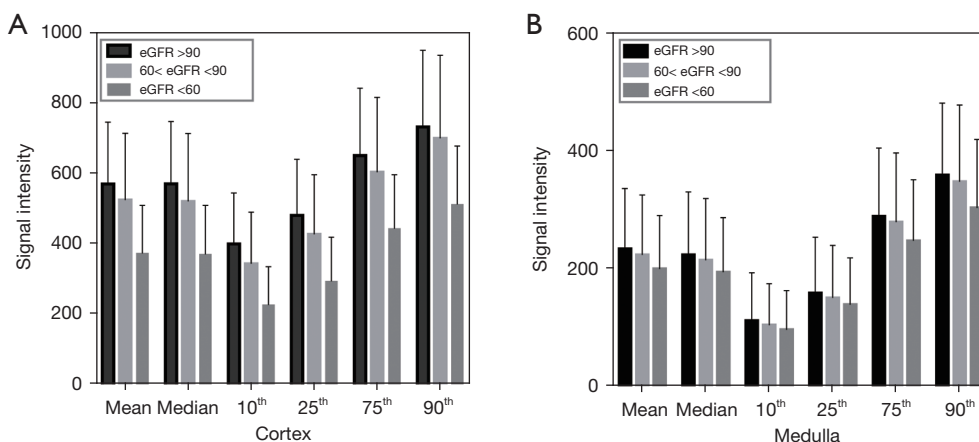 A
1000
800
600
400
200
0
Signal intensity
eGFR >90
60< eGFR <90
eGFR <60
Mean Median 10th 25th 75th 90th
Cortex
B
600
400
200
0
Signal intensity
eGFR >90
60< eGFR <90
eGFR <60
Mean Median 10th 25th 75th 90th
Medulla